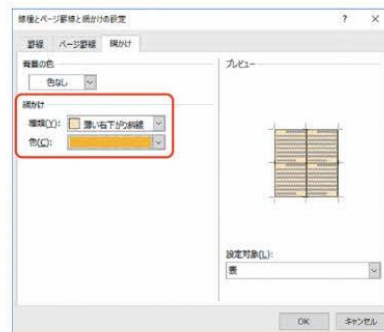 線種とページ罫線と網かけの設定
? ×
罫線 ページ罫線 網かけ
背景の色
色なし
網かけ
種類(Y): 薄い右下がり斜線
色(C):
プレビュー
設定対象(L):
表
OK キャンセル